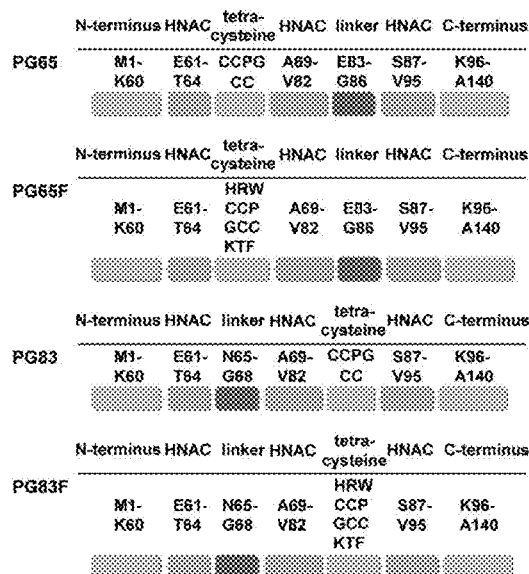 N-terminus HNAC tetra-cysteine HNAC linker HNAC C-terminus
PG65
M1- E61- CCPG A69- E83- S87- K96-
K60 T64 CC V82 G86 V95 A140
N-terminus HNAC tetra-cysteine HNAC linker HNAC C-terminus
PG65F
HRW
M1- E61- CCP A69- E83- S87- K96-
K60 T64 GCC V82 G86 V95 A140
KTF
N-terminus HNAC linker HNAC tetra-cysteine HNAC C-terminus
PG83
M1- E61- N65- A69- CCPG S87- K96-
K60 T64 G68 V82 CC V95 A140
N-terminus HNAC linker HNAC tetra-cysteine HNAC C-terminus
PG83F
HRW
M1- E61- N65- A69- CCP S87- K96-
K60 T64 G68 V82 GCC V95 A140
KTF